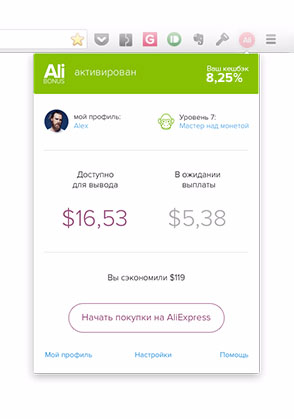 Ali
BONUS
активирован
Ваш кешбэк
8,25%
мой профиль:
Alex
Уровень 7:
Мастер над монетой
Доступно
для вывода
В ожидании
выплаты
$16,53
$5,38
Вы сэкономили $119
Начать покупки на AliExpress
Мой профиль
Настройки
Помощь